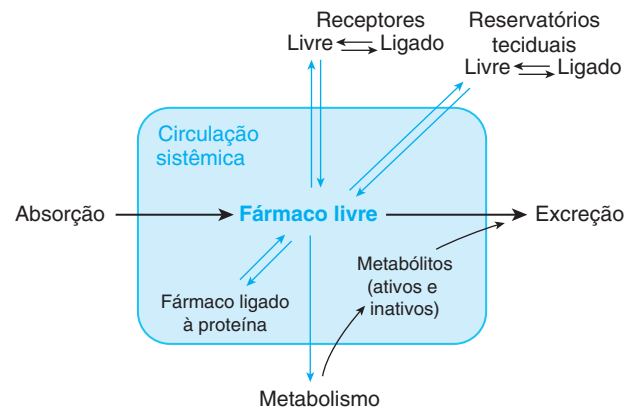 Receptores
Livre Ligado
Reservatórios
teciduais
Livre Ligado
Circulação
sistêmica
Absorção
Fármaco livre
Excreção
Fármaco ligado
à proteína
Metabólitos
(ativos e
inativos)
Metabolismo